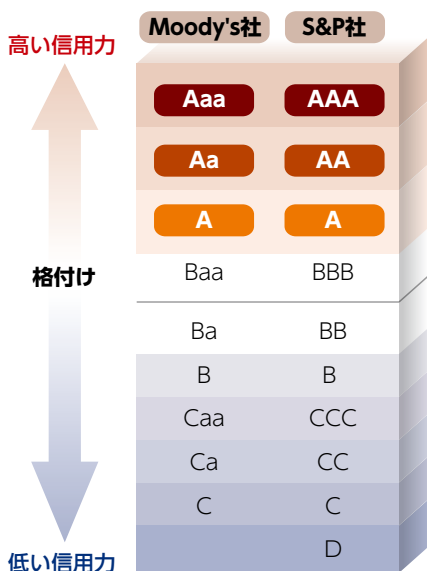 Moody's社 S&P社
高い信用力
Aaa AAA
Aa AA
A A
格付け Baa BBB
Ba BB
B B
Caa CCC
Ca CC
C C
D
低い信用力